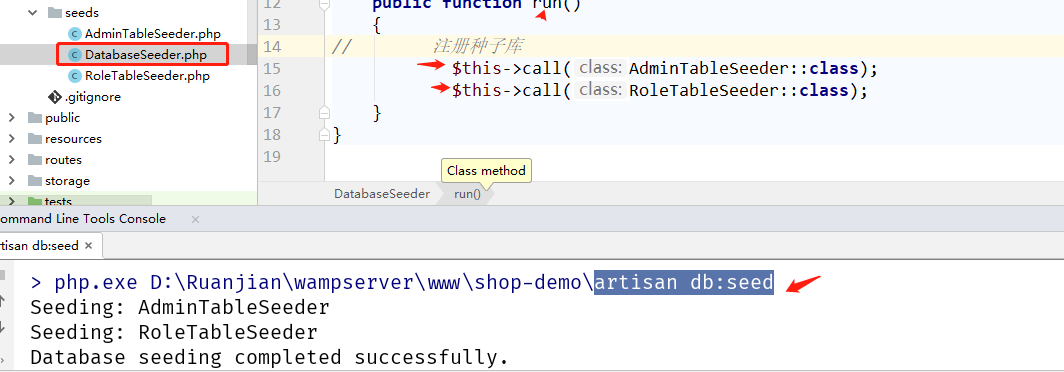 seeds
AdminTableSeeder.php
DatabaseSeeder.php
RoleTableSeeder.php
.gitignore
public
resources
routes
storage
tests
12 public function run()
13 {
14 // 注册种子库
15 $this->call( class: AdminTableSeeder::class);
16 $this->call( class: RoleTableSeeder::class);
17 }
18 }
19
Class method
DatabaseSeeder run()
ommand Line Tools Console ×
rtisan db:seed ×
> php.exe D:\Ruanjian\wampserver\www\shop-demo\artisan db:seed
Seeding: AdminTableSeeder
Seeding: RoleTableSeeder
Database seeding completed successfully.